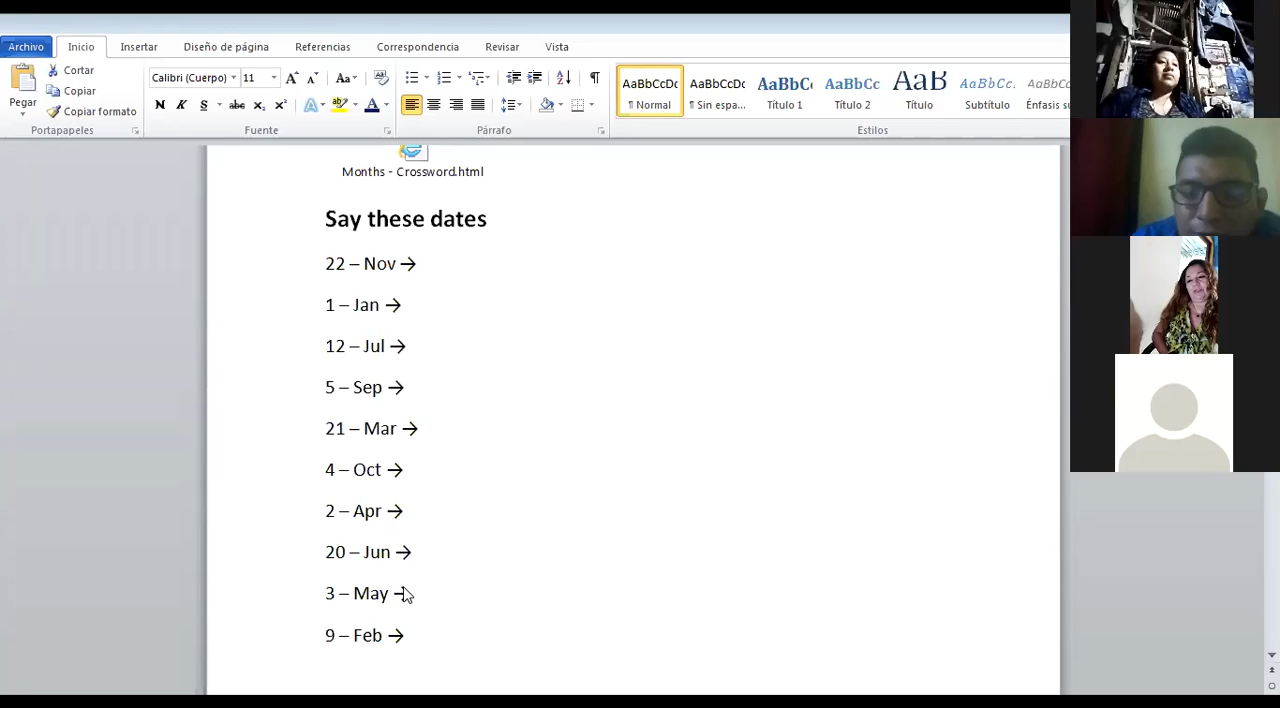 Archivo Inicio Insertar Diseño de página Referencias Correspondencia Revisar Vista
Pegar
Cortar
Copiar
Copiar formato
Portapapeles
Calibri (Cuerpo) 11
Fuente
Párrafo
AaBbCcDc AaBbCcDc AaBbC AaBbCc AaB AaBbCc. AaBbCcDc
¶ Normal ¶ Sin espa... Título 1 Título 2 Título Subtítulo Énfasis su
Estilos
Months - Crossword.html
Say these dates
22 – Nov →
1 – Jan →
12 – Jul →
5 – Sep →
21 – Mar →
4 – Oct →
2 – Apr →
20 – Jun →
3 – May →
9 – Feb →